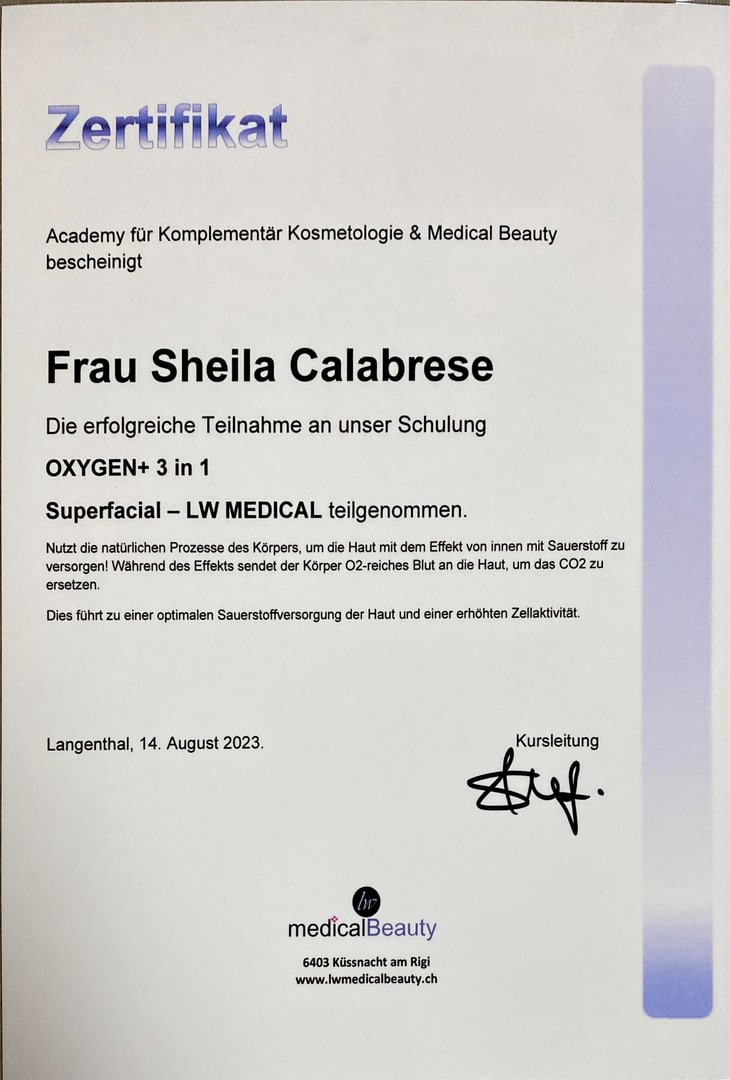 Zertifikat
Academy für Komplementär Kosmetologie & Medical Beauty
bescheinigt
Frau Sheila Calabrese
Die erfolgreiche Teilnahme an unser Schulung
OXYGEN+ 3 in 1
Superfacial – LW MEDICAL teilgenommen.
Nutzt die natürlichen Prozesse des Körpers, um die Haut mit dem Effekt von innen mit Sauerstoff zu
versorgen! Während des Effekts sendet der Körper O2-reiches Blut an die Haut, um das CO2 zu
ersetzen.
Dies führt zu einer optimalen Sauerstoffversorgung der Haut und einer erhöhten Zellaktivität.
Langenthal, 14. August 2023.
Kursleitung
lw
medicalBeauty
6403 Küssnacht am Rigi
www.lwmedicalbeauty.ch